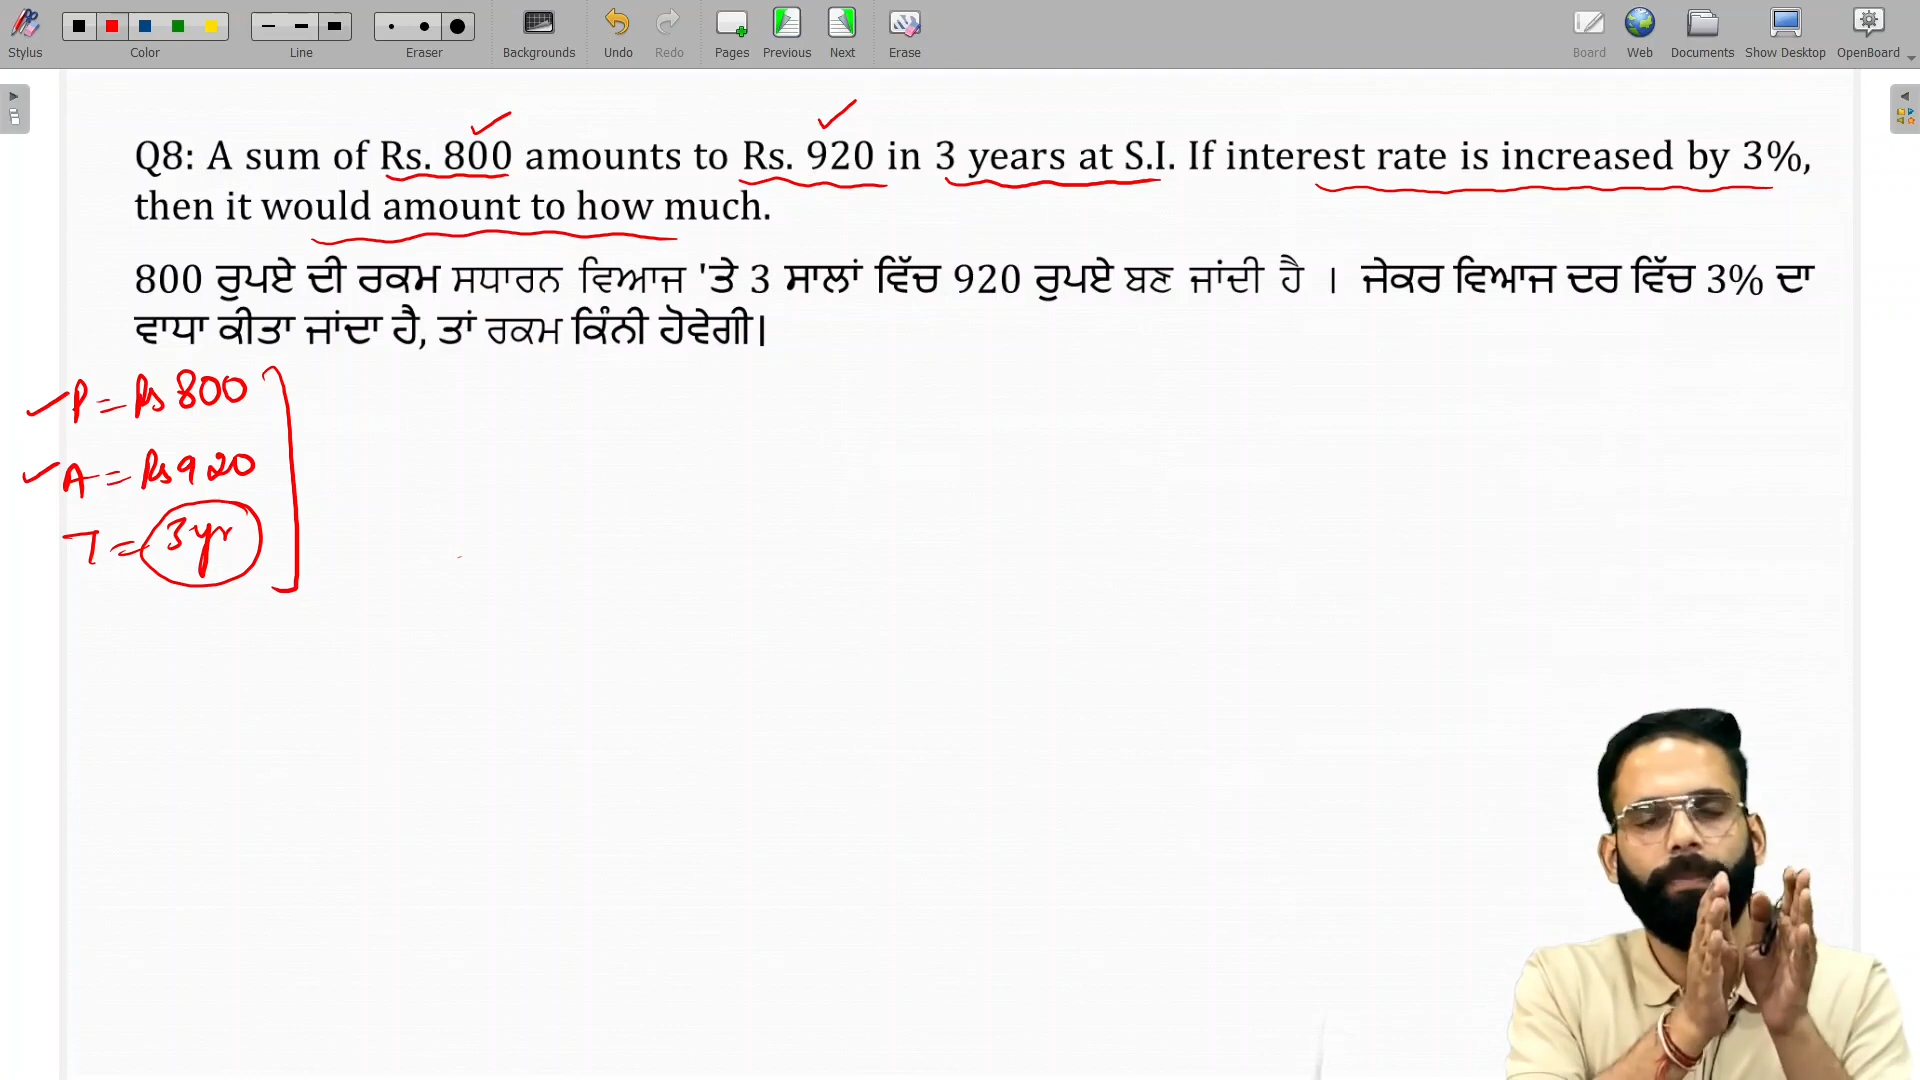 Stylus
Color
Line
Eraser
Backgrounds
Undo
Redo
Pages
Previous
Next
Erase
Board
Web
Documents
Show Desktop
OpenBoard
Q8: A sum of Rs. 800 amounts to Rs. 920 in 3 years at S.I. If interest rate is increased by 3%,
then it would amount to how much.
800 ਰੁਪਏ ਦੀ ਰਕਮ ਸਧਾਰਨ ਵਿਆਜ 'ਤੇ 3 ਸਾਲਾਂ ਵਿੱਚ 920 ਰੁਪਏ ਬਣ ਜਾਂਦੀ ਹੈ । ਜੇਕਰ ਵਿਆਜ ਦਰ ਵਿੱਚ 3% ਦਾ
ਵਾਧਾ ਕੀਤਾ ਜਾਂਦਾ ਹੈ, ਤਾਂ ਰਕਮ ਕਿੰਨੀ ਹੋਵੇਗੀ।
P = Rs 800
A = Rs 920
T = 3 yr